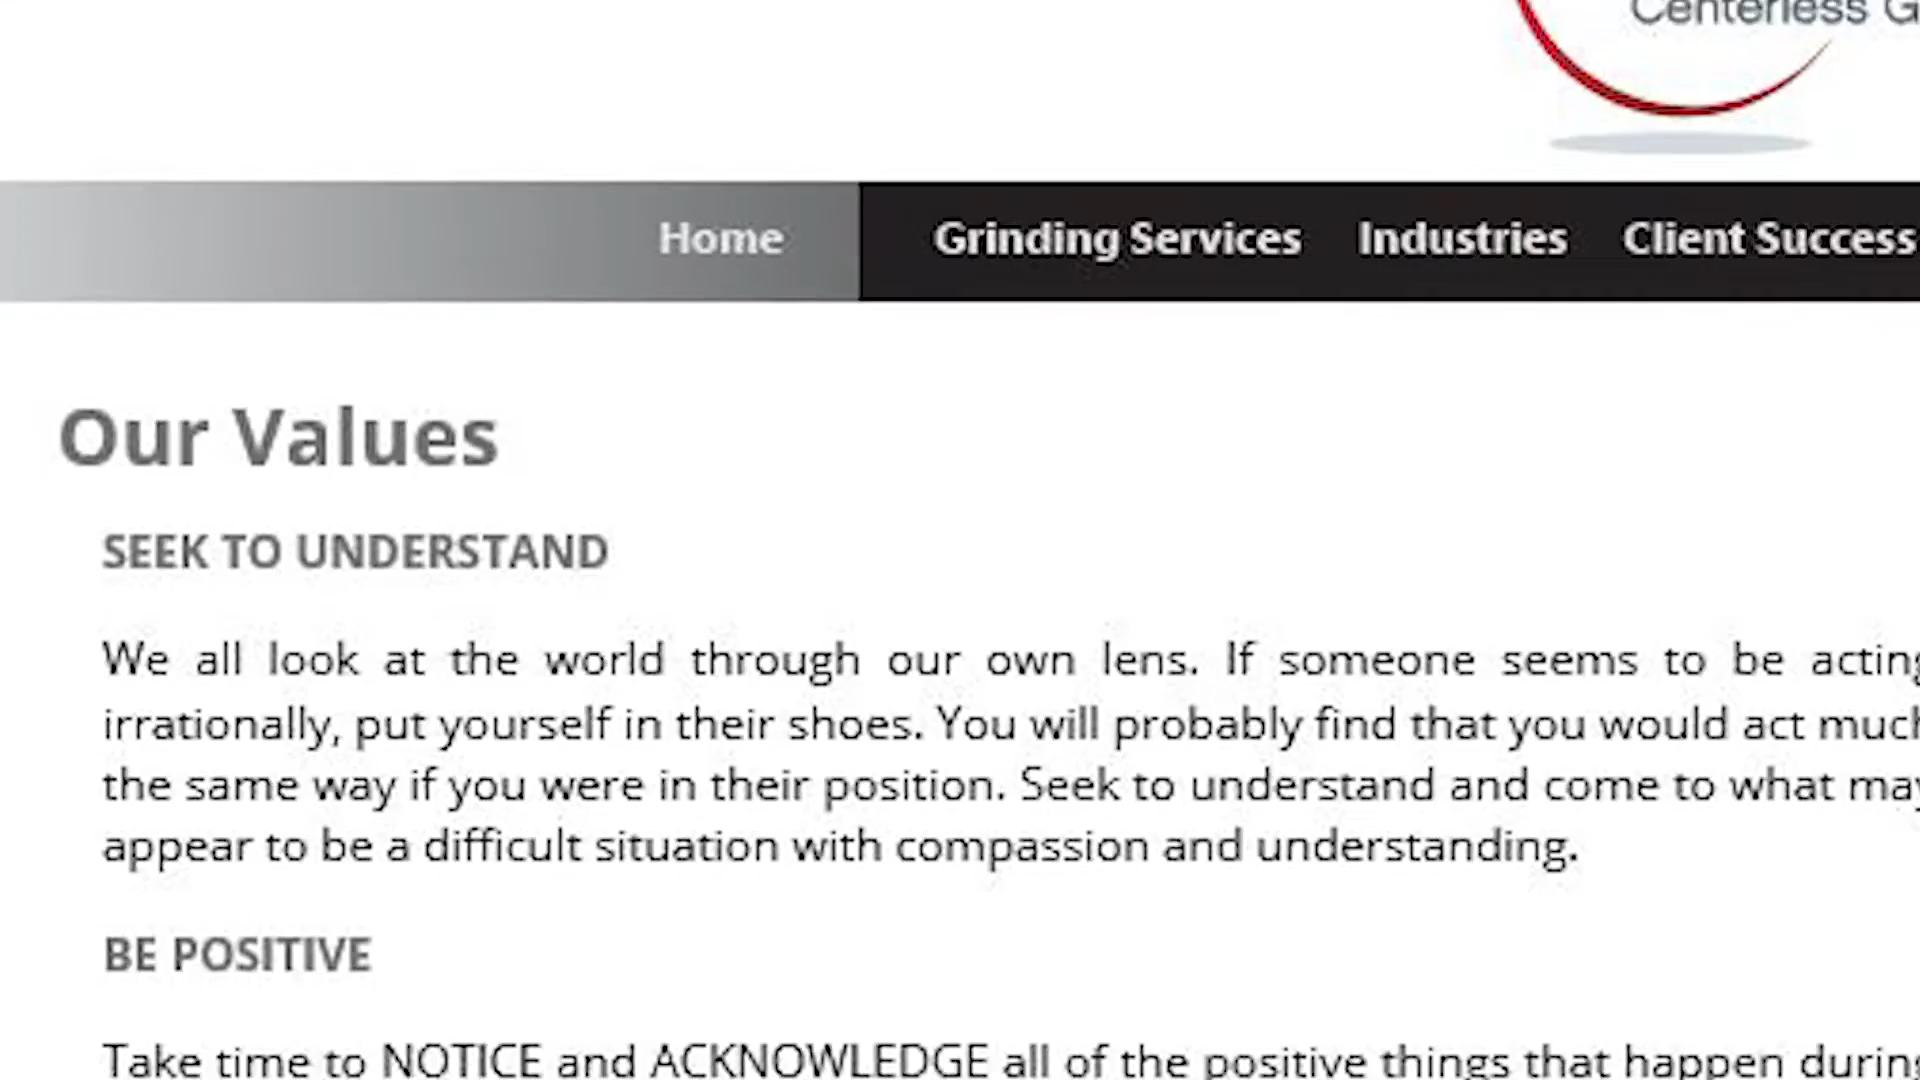 Centerless G
Home Grinding Services Industries Client Success
Our Values
SEEK TO UNDERSTAND
We all look at the world through our own lens. If someone seems to be acting
irrationally, put yourself in their shoes. You will probably find that you would act much
the same way if you were in their position. Seek to understand and come to what may
appear to be a difficult situation with compassion and understanding.
BE POSITIVE
Take time to NOTICE and ACKNOWLEDGE all of the positive things that happen during